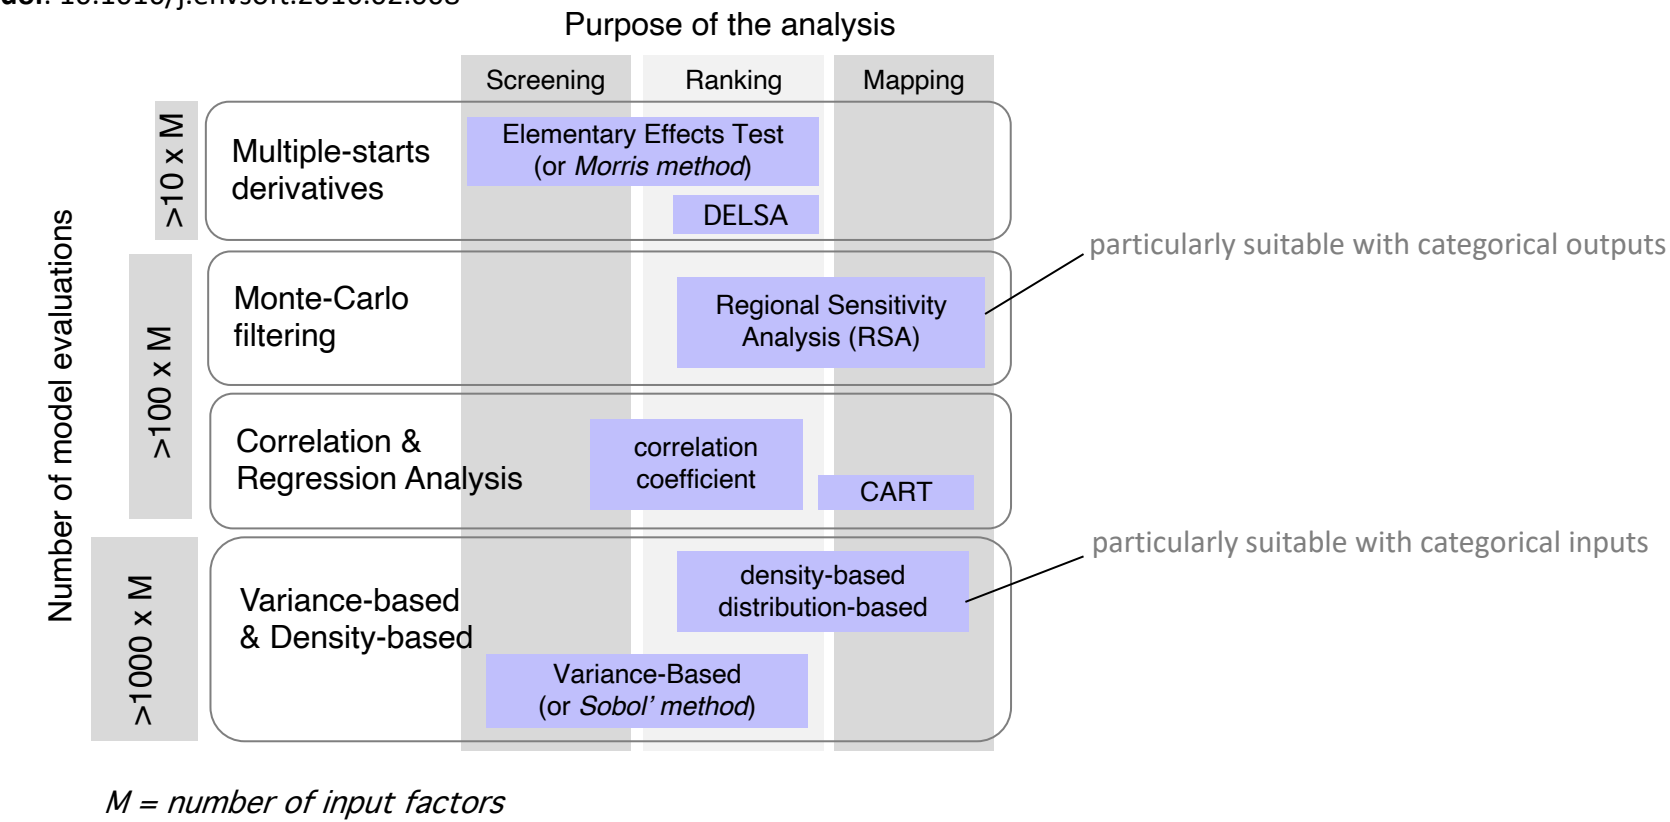 Purpose of the analysis
Screening
Ranking
Mapping
Number of model evaluations
>10 x M
Multiple-starts
derivatives
Elementary Effects Test
(or Morris method)
DELSA
>100 x M
Monte-Carlo
filtering
Regional Sensitivity
Analysis (RSA)
particularly suitable with categorical outputs
Correlation &
Regression Analysis
correlation
coefficient
CART
>1000 x M
Variance-based
& Density-based
density-based
distribution-based
particularly suitable with categorical inputs
Variance-Based
(or Sobol’ method)
M = number of input factors